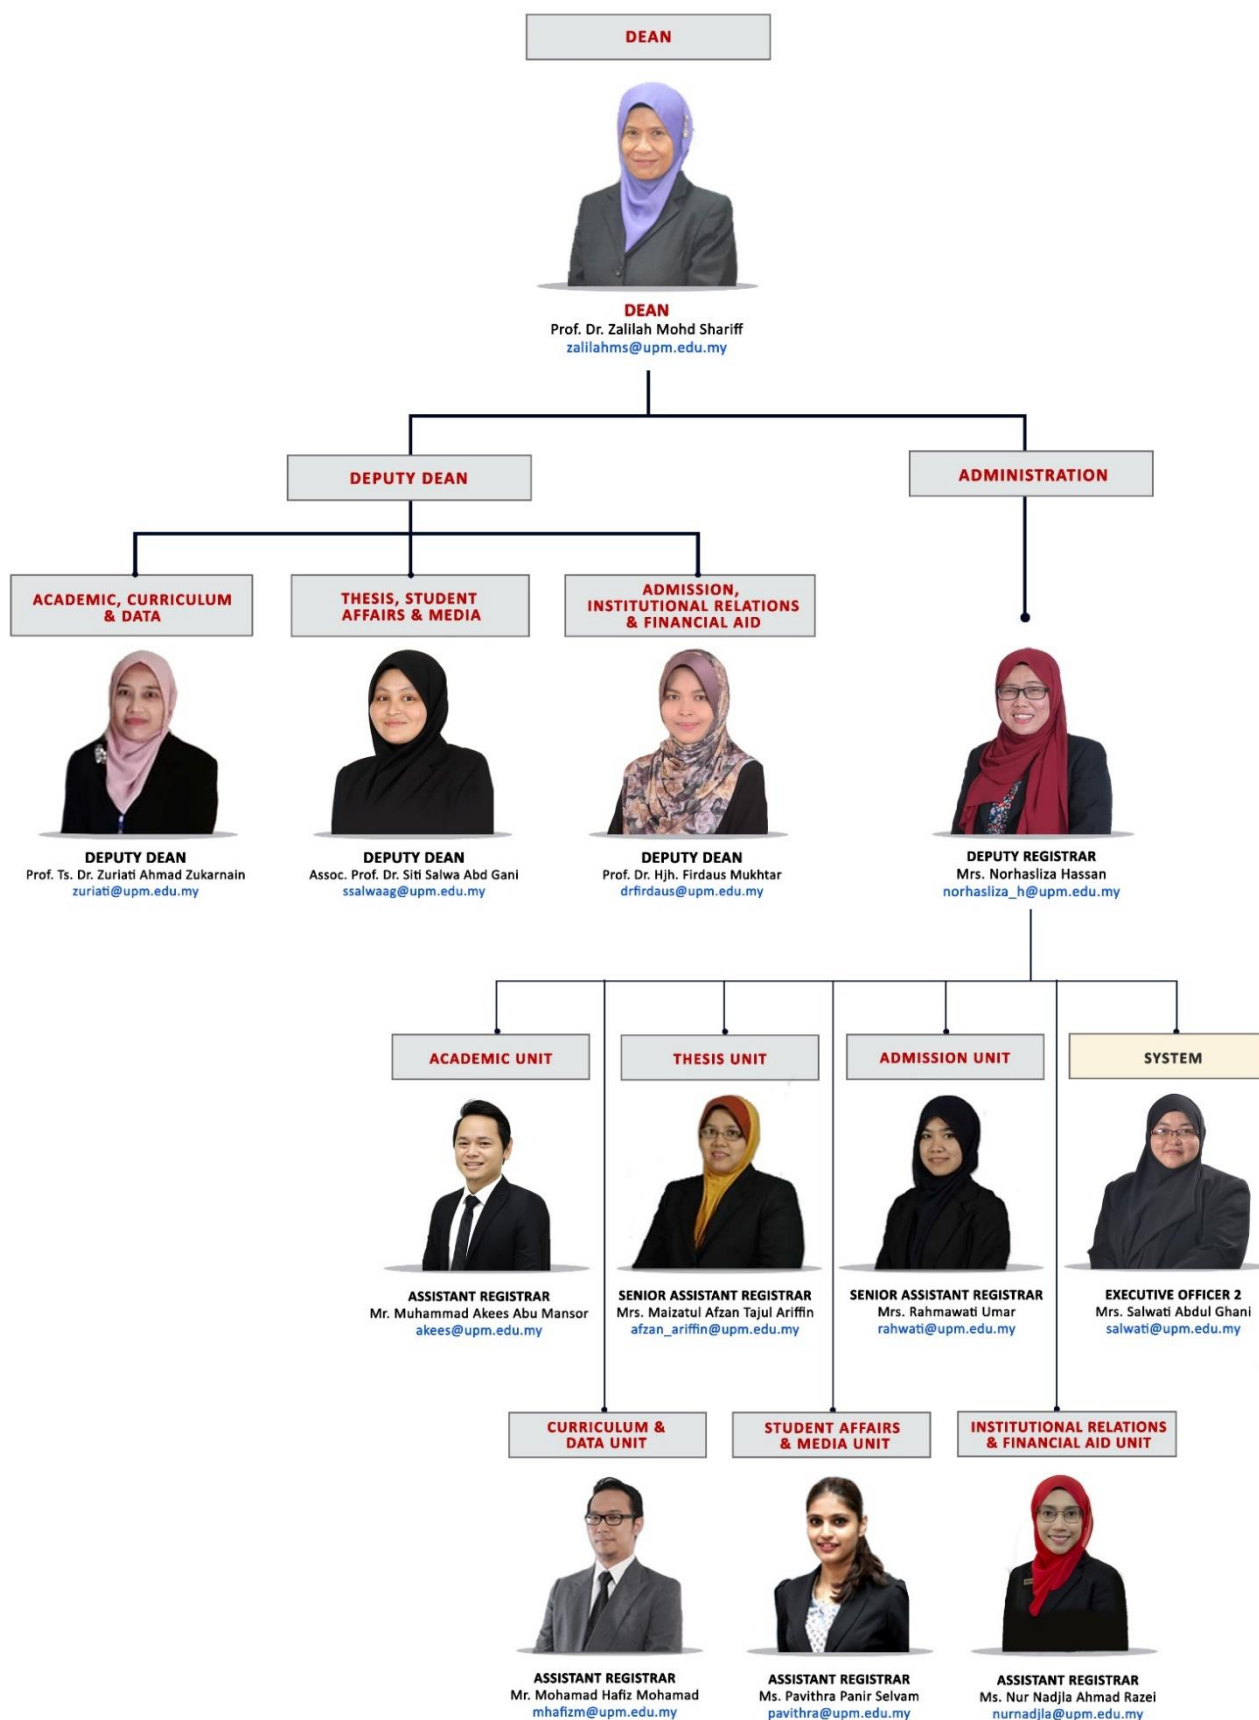 DEAN
DEAN
Prof. Dr. Zalilah Mohd Shariff
zalilahms@upm.edu.my
DEPUTY DEAN
ADMINISTRATION
ACADEMIC, CURRICULUM
& DATA
THESIS, STUDENT
AFFAIRS & MEDIA
ADMISSION,
INSTITUTIONAL RELATIONS
& FINANCIAL AID
DEPUTY DEAN
Prof. Ts. Dr. Zuriati Ahmad Zukarnain
zuriati@upm.edu.my
DEPUTY DEAN
Assoc. Prof. Dr. Siti Salwa Abd Gani
ssalwaag@upm.edu.my
DEPUTY DEAN
Prof. Dr. Hjh. Firdaus Mukhtar
drfirdaus@upm.edu.my
DEPUTY REGISTRAR
Mrs. Norhasliza Hassan
norhasliza_h@upm.edu.my
ACADEMIC UNIT
THESIS UNIT
ADMISSION UNIT
SYSTEM
ASSISTANT REGISTRAR
Mr. Muhammad Akees Abu Mansor
akees@upm.edu.my
SENIOR ASSISTANT REGISTRAR
Mrs. Maizatul Afzan Tajul Ariffin
afzan_ariffin@upm.edu.my
SENIOR ASSISTANT REGISTRAR
Mrs. Rahmawati Umar
rahwati@upm.edu.my
EXECUTIVE OFFICER 2
Mrs. Salwati Abdul Ghani
salwati@upm.edu.my
CURRICULUM &
DATA UNIT
STUDENT AFFAIRS
& MEDIA UNIT
INSTITUTIONAL RELATIONS
& FINANCIAL AID UNIT
ASSISTANT REGISTRAR
Mr. Mohamad Hafiz Mohamad
mhafizm@upm.edu.my
ASSISTANT REGISTRAR
Ms. Pavithra Panir Selvam
pavithra@upm.edu.my
ASSISTANT REGISTRAR
Ms. Nur Nadjla Ahmad Razei
nurnadjla@upm.edu.my